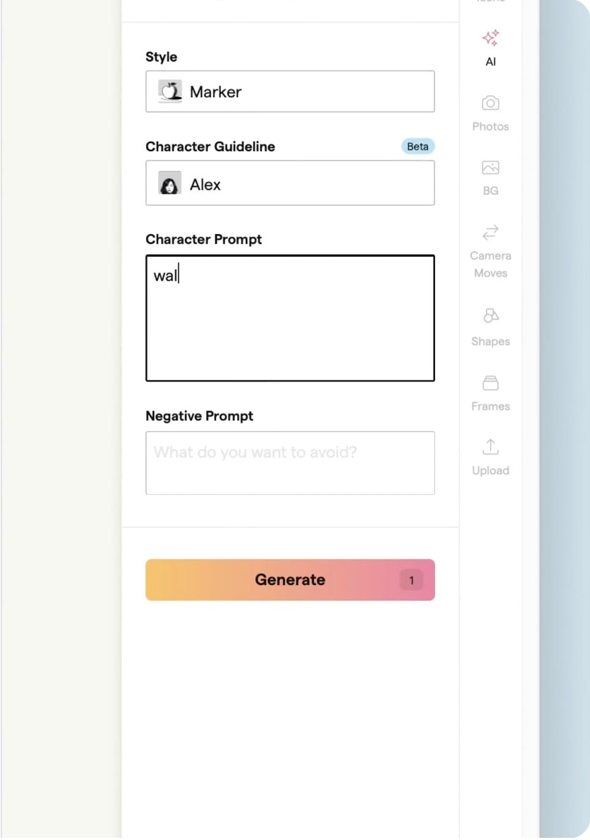 Style
Marker
Character Guideline
Beta
Alex
Character Prompt
wal
Negative Prompt
What do you want to avoid?
Generate
1
AI
Photos
BG
Camera
Moves
Shapes
Frames
Upload